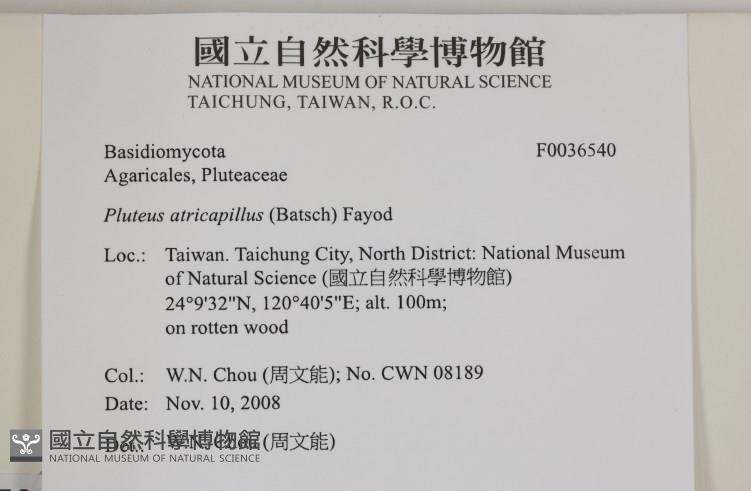 國立自然科學博物館
NATIONAL MUSEUM OF NATURAL SCIENCE
TAICHUNG, TAIWAN, R.O.C.
Basidiomycota F0036540
Agaricales, Pluteaceae
Pluteus atricapillus (Batsch) Fayod
Loc.: Taiwan. Taichung City, North District: National Museum
of Natural Science (國立自然科學博物館)
24°9'32"N, 120°40'5"E; alt. 100m;
on rotten wood
Col.: W.N. Chou (周文能); No. CWN 08189
Date: Nov. 10, 2008
Det.: W.N. Chou (周文能)
國立自然科學博物館
NATIONAL MUSEUM OF NATURAL SCIENCE